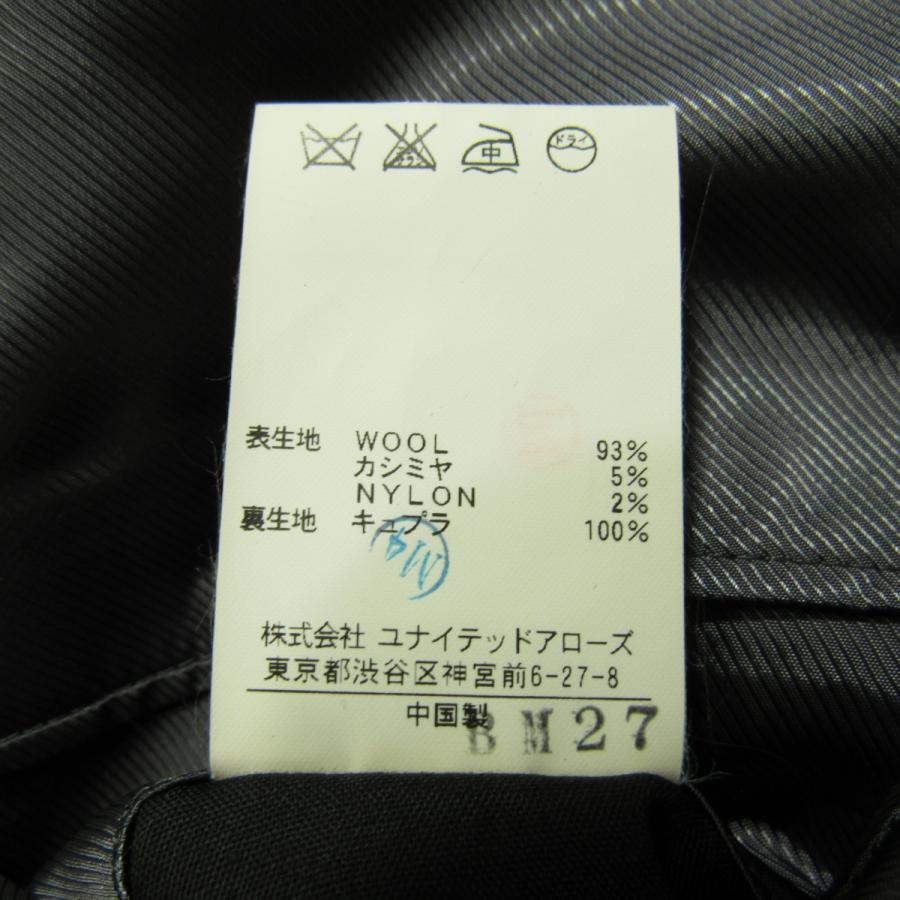 中 ドライ
表生地 WOOL 93%
カシミヤ 5%
NYLON 2%
裏生地 キュプラ 100%
株式会社 ユナイテッドアローズ
東京都渋谷区神宮前6-27-8
中国製
BM27